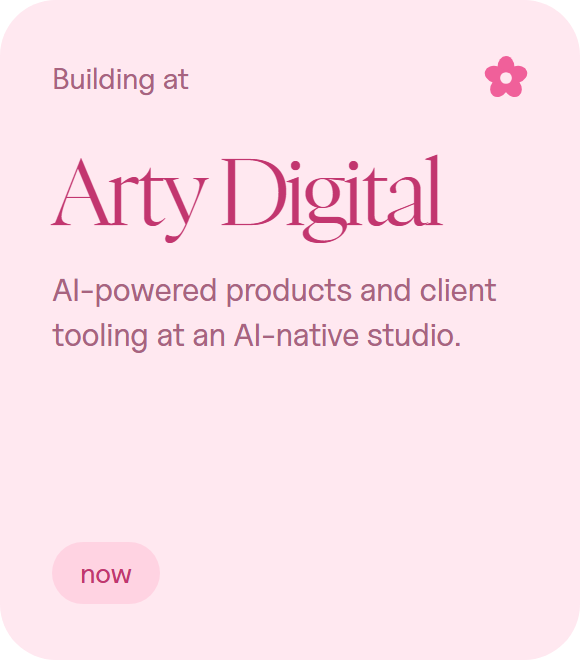 Building at
Arty Digital
AI-powered products and client
tooling at an AI-native studio.
now